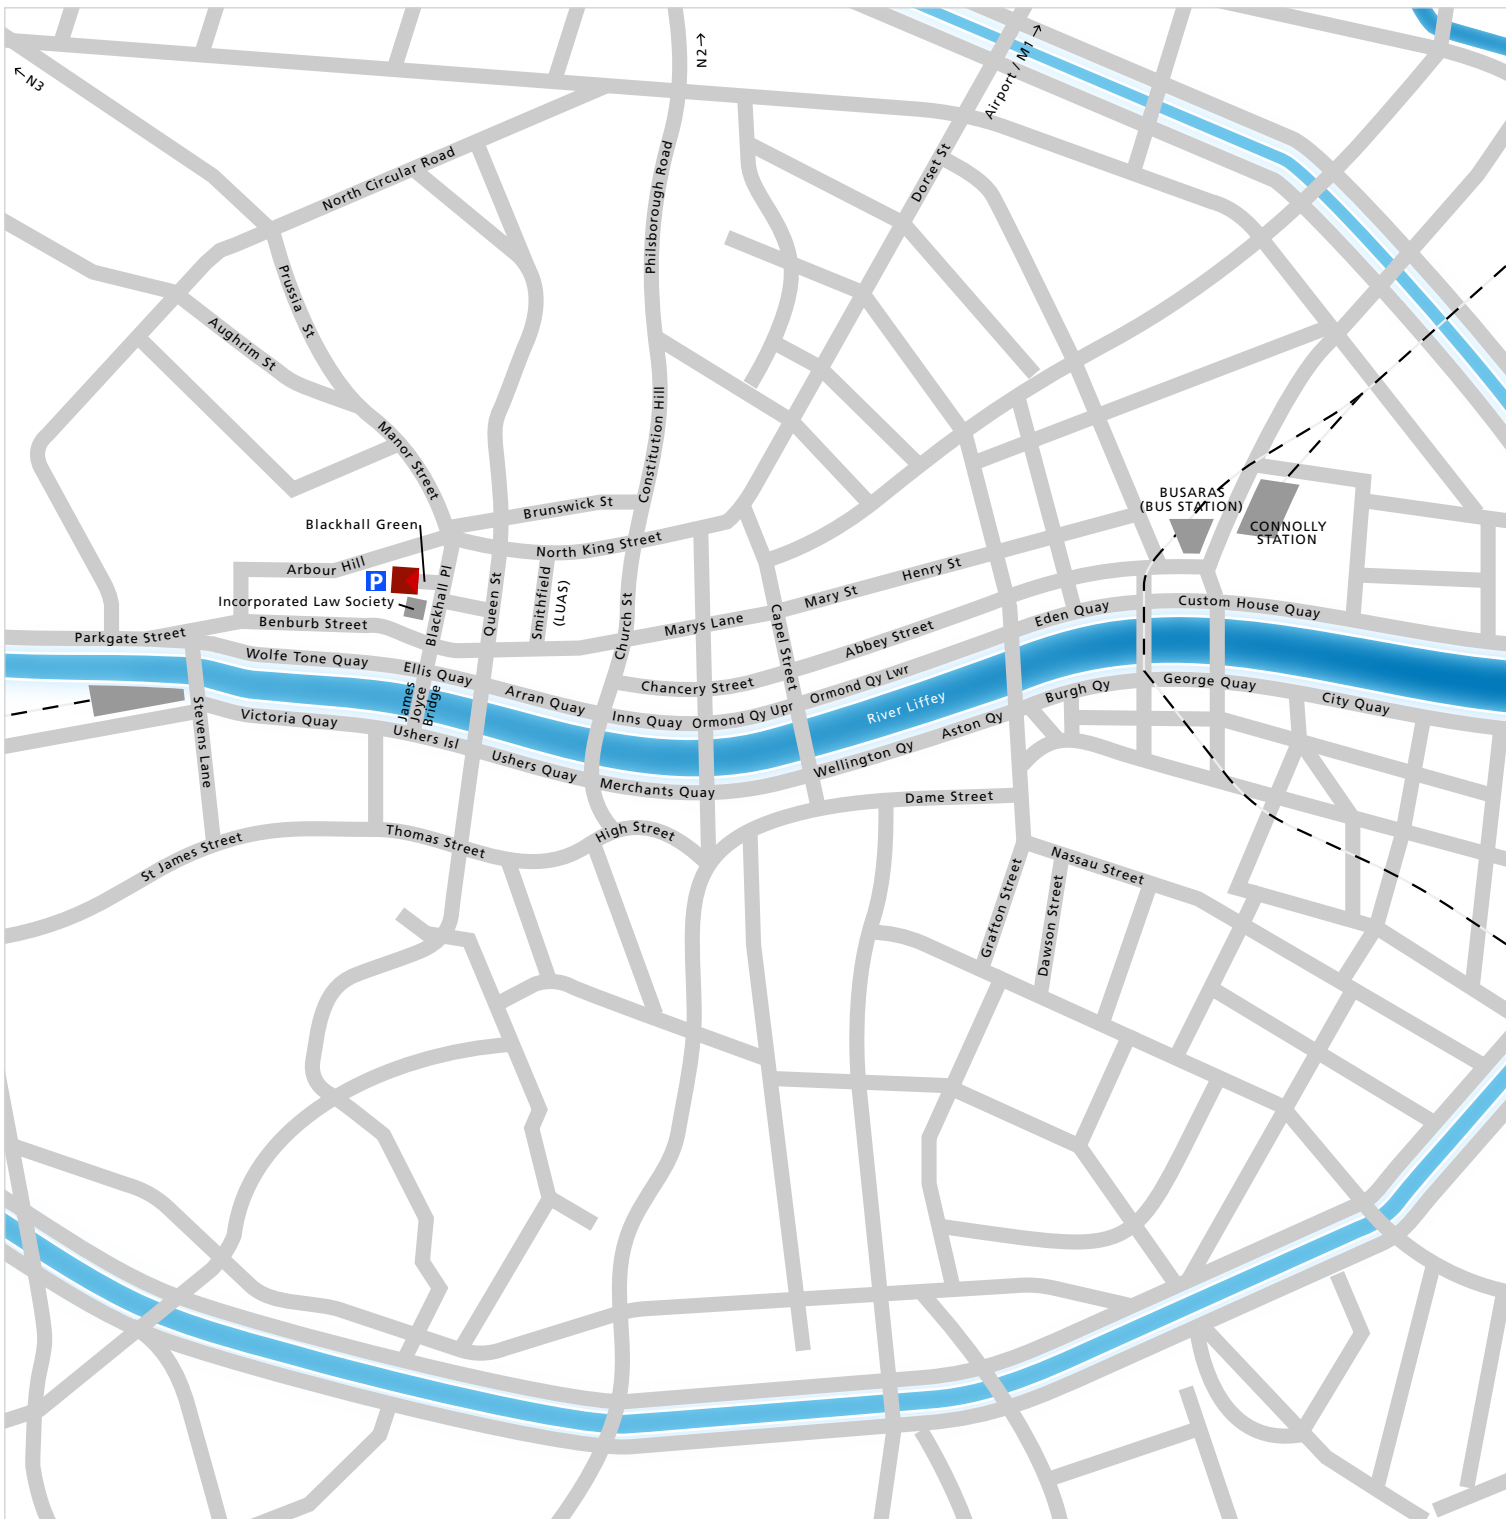 ← N3
N2 →
Airport / M1 →
Dorset St
North Circular Road
Philsborough Road
Prussia St
Aughrim St
Manor Street
Constitution Hill
Brunswick St
North King Street
Blackhall Green
Arbour Hill
P
Incorporated Law Society
Benburb Street
Parkgate Street
Blackhall Pl
Queen St
Smithfield
(LUAS)
Church St
BUSARAS
(BUS STATION)
CONNOLLY
STATION
Henry St
Mary St
Marys Lane
Capel Street
Abbey Street
Chancery Street
Eden Quay
Custom House Quay
Wolfe Tone Quay
Ellis Quay
Arran Quay
Inns Quay
Ormond Qy Upr
Ormond Qy Lwr
River Liffey
James
Joyce
Bridge
Stevens Lane
Victoria Quay
Ushers Isl
Ushers Quay
Merchants Quay
Wellington Qy
Aston Qy
Burgh Qy
George Quay
City Quay
Dame Street
High Street
Thomas Street
St James Street
Nassau Street
Grafton Street
Dawson Street